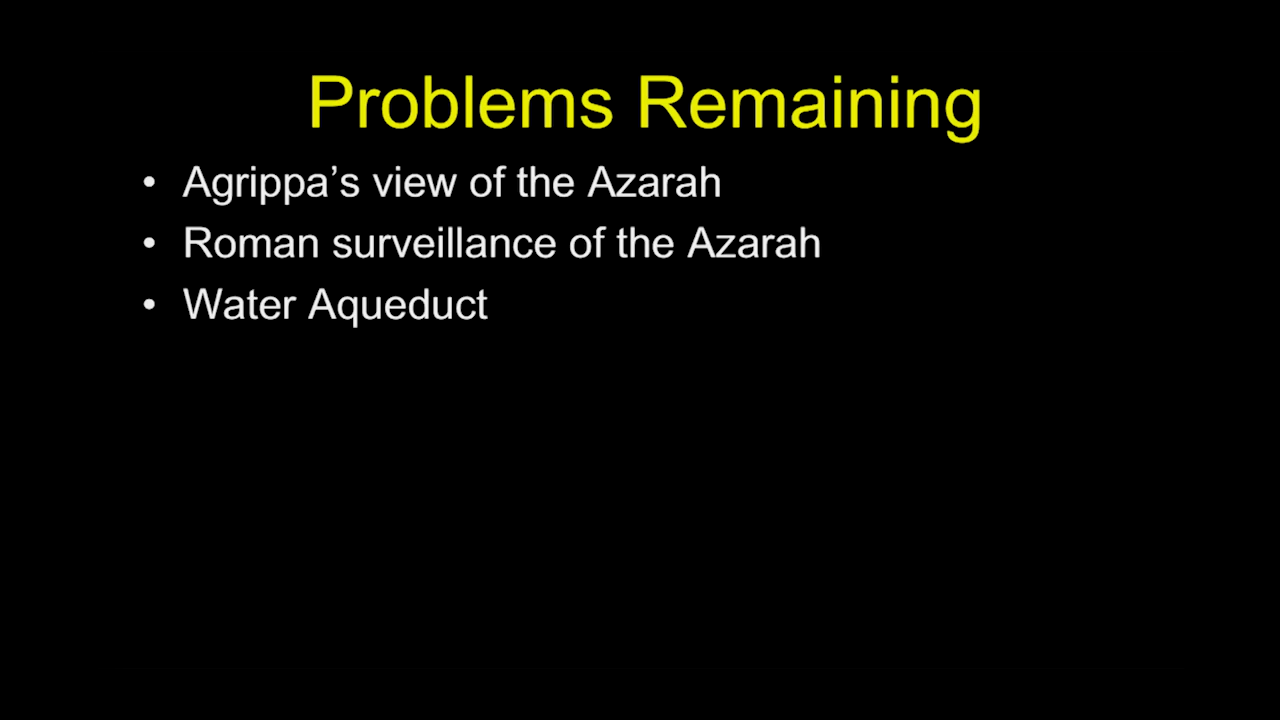 Problems Remaining
• Agrippa’s view of the Azarah
• Roman surveillance of the Azarah
• Water Aqueduct